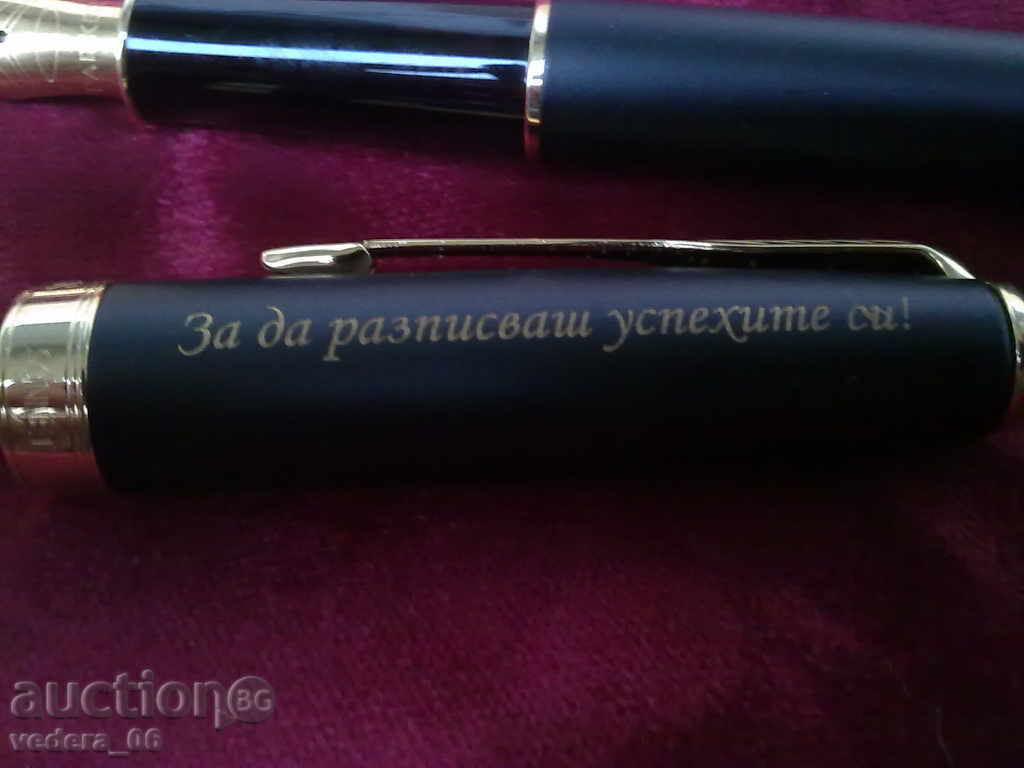 За да разписваш успехите си!
auction BG
vedera_06